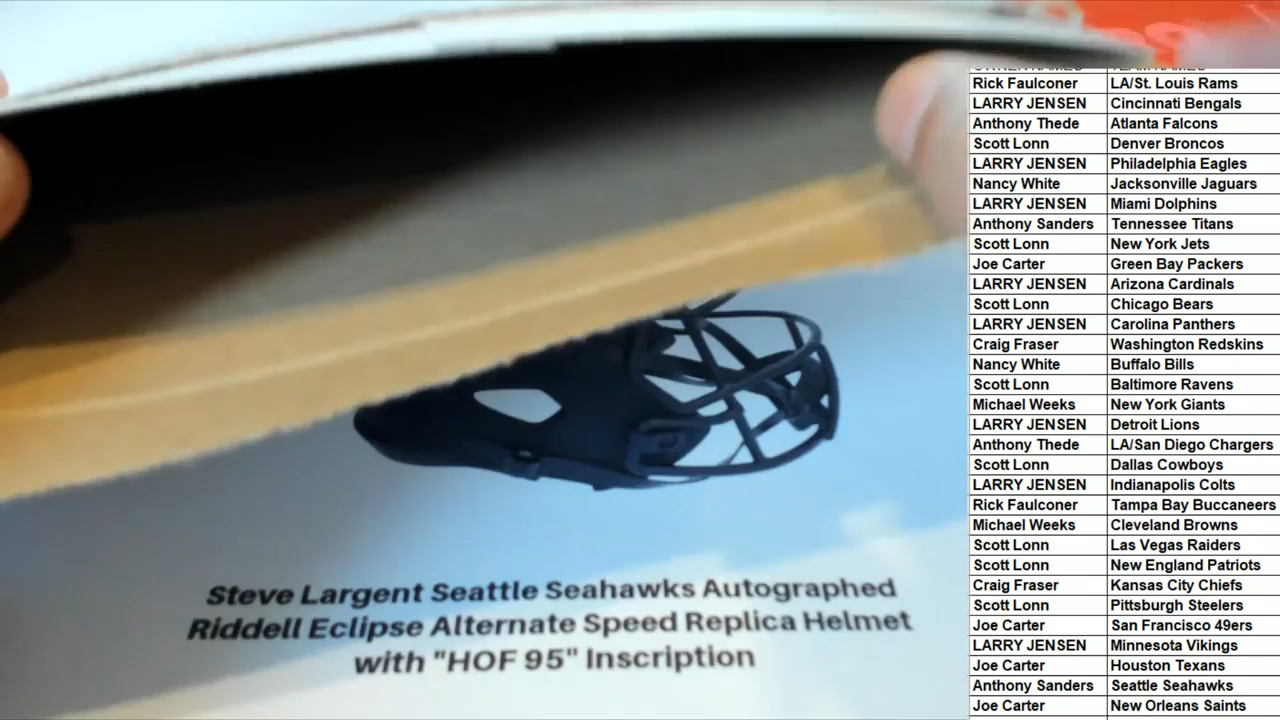 Rick Faulconer LA/St. Louis Rams
LARRY JENSEN Cincinnati Bengals
Anthony Thede Atlanta Falcons
Scott Lonn Denver Broncos
LARRY JENSEN Philadelphia Eagles
Nancy White Jacksonville Jaguars
LARRY JENSEN Miami Dolphins
Anthony Sanders Tennessee Titans
Scott Lonn New York Jets
Joe Carter Green Bay Packers
LARRY JENSEN Arizona Cardinals
Scott Lonn Chicago Bears
LARRY JENSEN Carolina Panthers
Craig Fraser Washington Redskins
Nancy White Buffalo Bills
Scott Lonn Baltimore Ravens
Michael Weeks New York Giants
LARRY JENSEN Detroit Lions
Anthony Thede LA/San Diego Chargers
Scott Lonn Dallas Cowboys
LARRY JENSEN Indianapolis Colts
Rick Faulconer Tampa Bay Buccaneers
Michael Weeks Cleveland Browns
Scott Lonn Las Vegas Raiders
Scott Lonn New England Patriots
Craig Fraser Kansas City Chiefs
Scott Lonn Pittsburgh Steelers
Joe Carter San Francisco 49ers
LARRY JENSEN Minnesota Vikings
Joe Carter Houston Texans
Anthony Sanders Seattle Seahawks
Joe Carter New Orleans Saints
Steve Largent Seattle Seahawks Autographed
Riddell Eclipse Alternate Speed Replica Helmet
with "HOF 95" Inscription